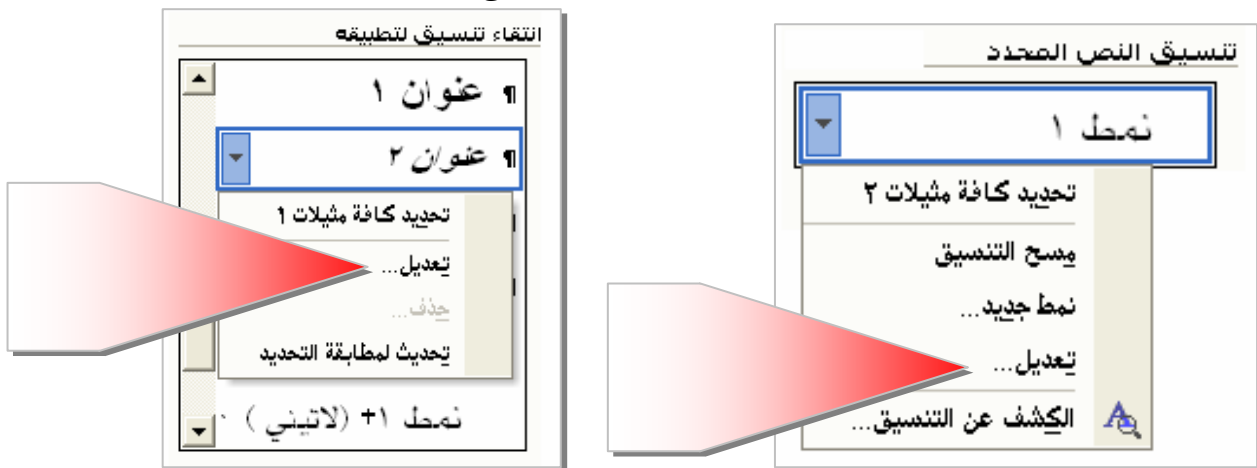 تنسيق النص المحدد
نمط ١
تحديد كافة مثيلات ٢
مسح التنسيق
نمط جديد...
تعديل...
الكشف عن التنسيق...
انتقاء تنسيق لتطبيقه
عنوان ١ ¶
عنوان ٢ ¶
تحديد كافة مثيلات ١
تعديل...
حذف...
تحديث لمطابقة التحديد
نمط ١+ (لاتيني )